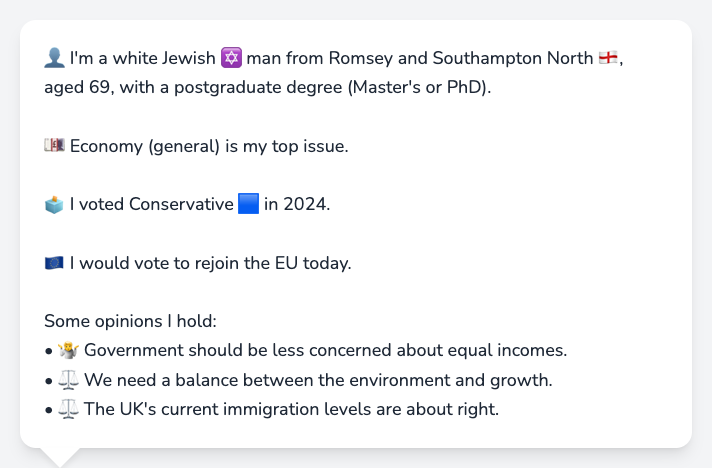 👤 I'm a white Jewish ✡️ man from Romsey and Southampton North 🏴󠁧󠁢󠁥󠁮󠁧󠁿,
aged 69, with a postgraduate degree (Master's or PhD).
💷 Economy (general) is my top issue.
🗳️ I voted Conservative 🟦 in 2024.
🇪🇺 I would vote to rejoin the EU today.
Some opinions I hold:
• 🤷 Government should be less concerned about equal incomes.
• ⚖️ We need a balance between the environment and growth.
• ⚖️ The UK's current immigration levels are about right.